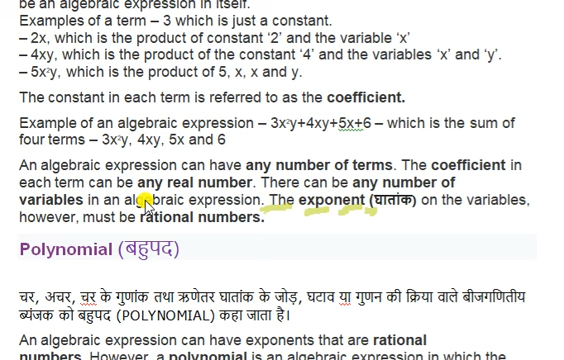 be an algebraic expression in itself.
Examples of a term – 3 which is just a constant.
– 2x, which is the product of constant ‘2’ and the variable ‘x’
– 4xy, which is the product of the constant ‘4’ and the variables ‘x’ and ‘y’.
– 5x²y, which is the product of 5, x, x and y.
The constant in each term is referred to as the coefficient.
Example of an algebraic expression – 3x²y+4xy+5x+6 – which is the sum of
four terms – 3x²y, 4xy, 5x and 6
An algebraic expression can have any number of terms. The coefficient in
each term can be any real number. There can be any number of
variables in an algebraic expression. The exponent (घातांक) on the variables,
however, must be rational numbers.
Polynomial (बहुपद)
चर, अचर, चर के गुणांक तथा ऋणेतर घातांक के जोड़, घटाव या गुणन की क्रिया वाले बीजगणितीय
ब्यंजक को बहुपद (POLYNOMIAL) कहा जाता है।
An algebraic expression can have exponents that are rational
numbers. However, a polynomial is an algebraic expression in which the